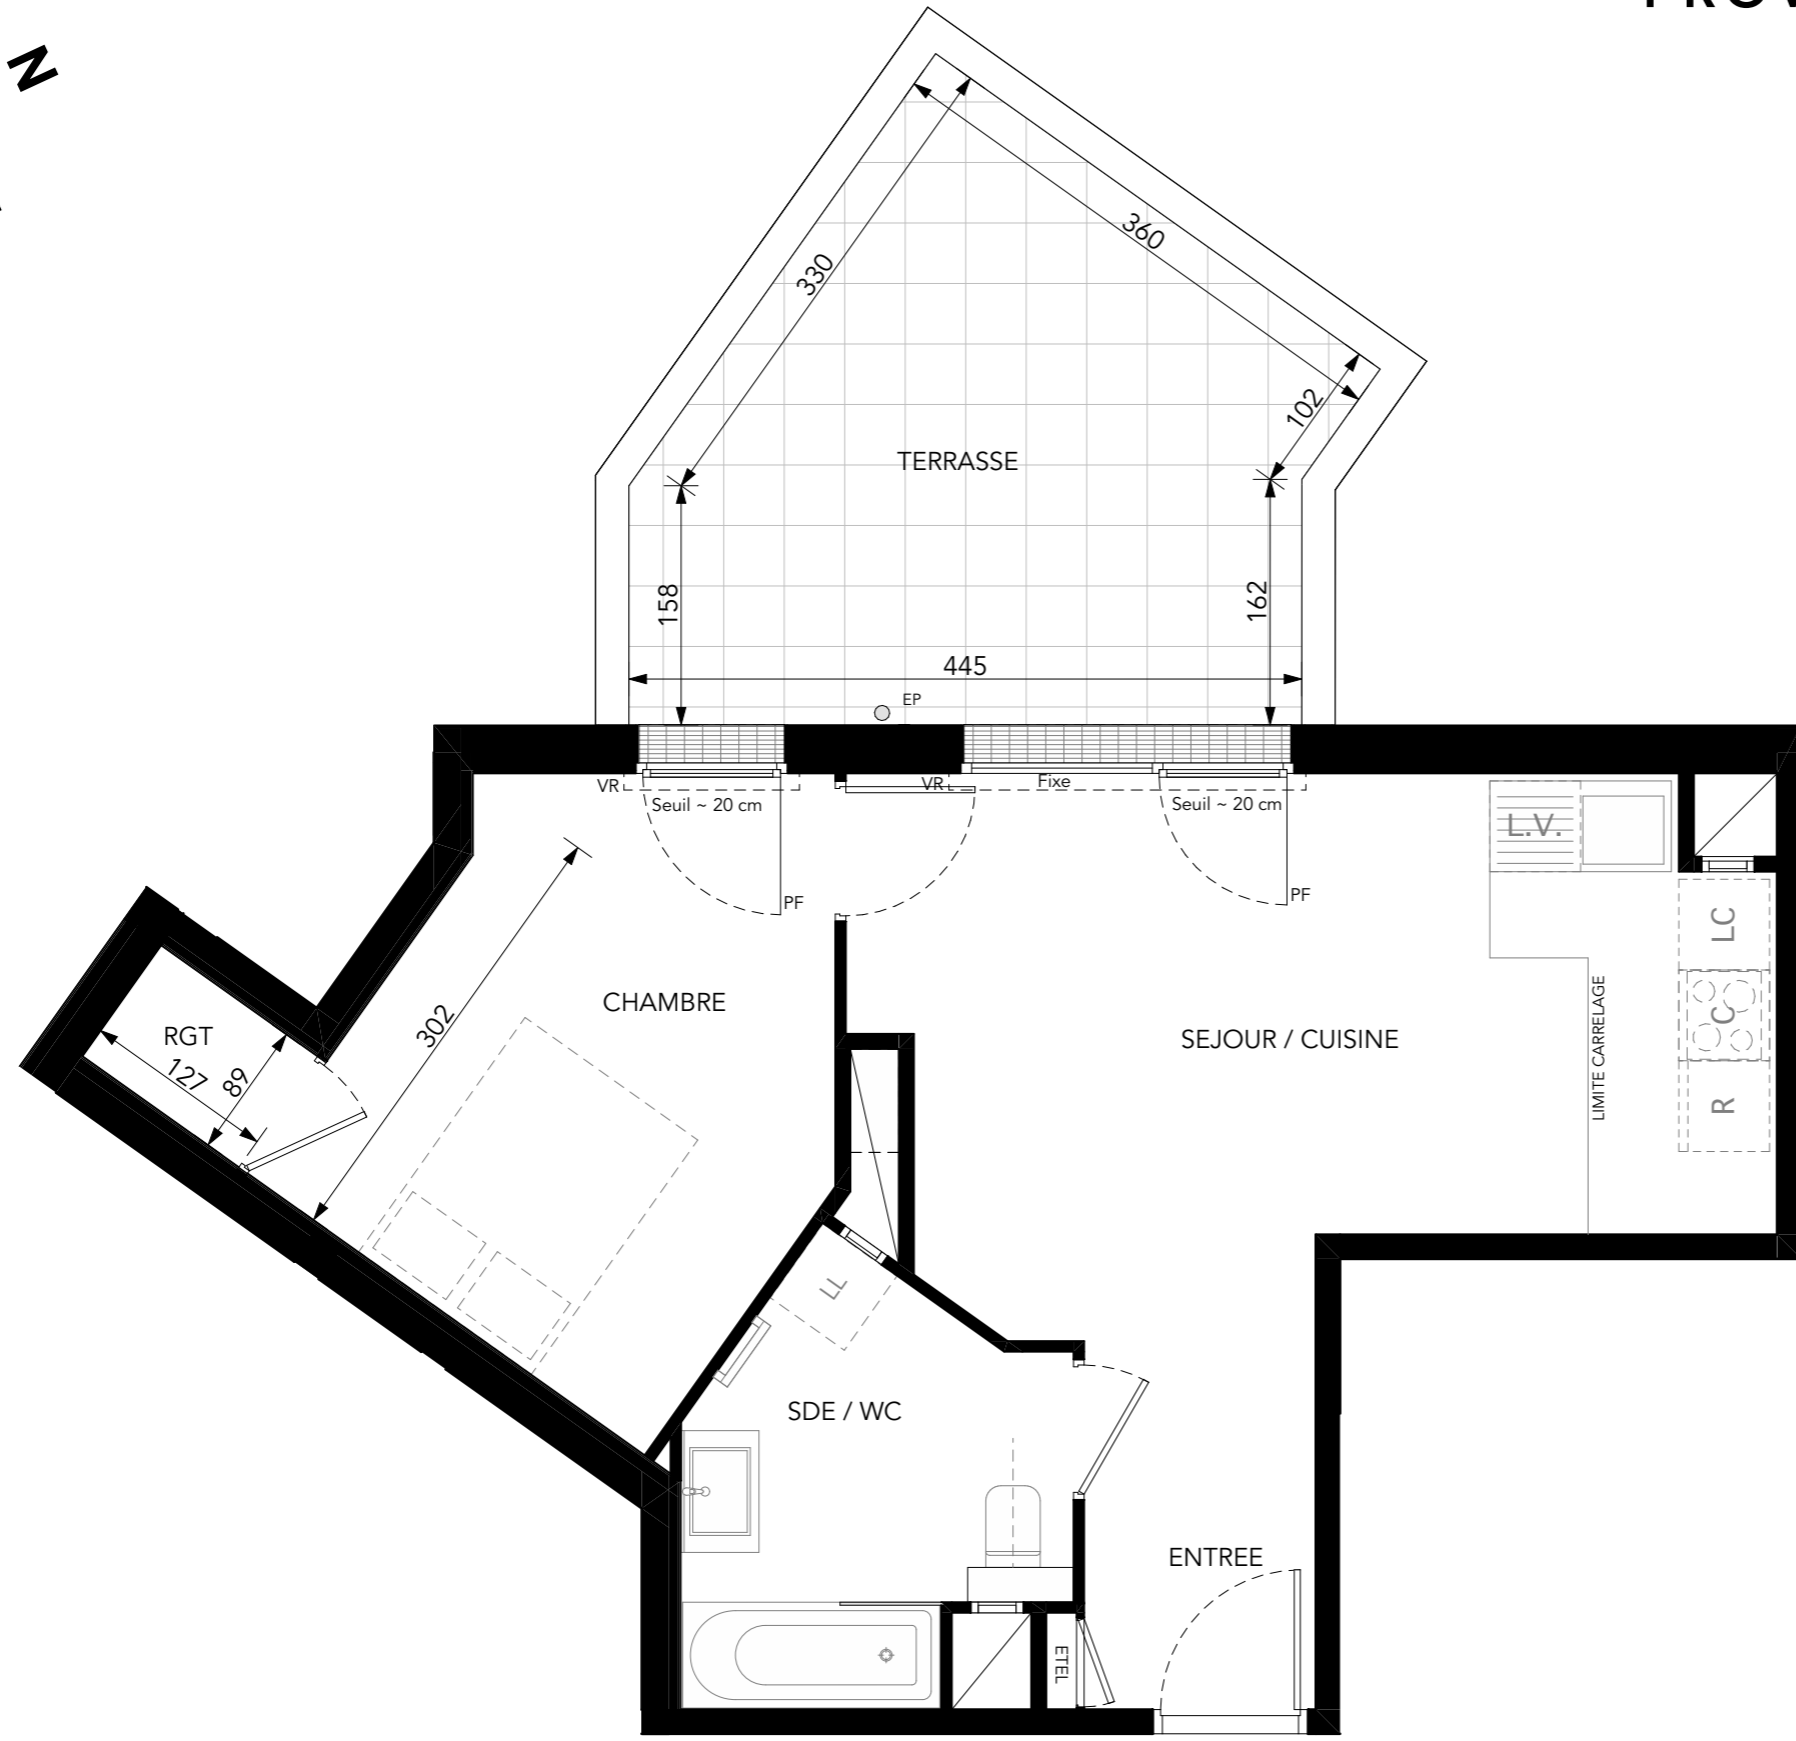 N
360
330
102
TERRASSE
158
162
445
EP
VR
Seuil ~ 20 cm
VR
Fixe
Seuil ~ 20 cm
L.V.
PF
PF
LC
CHAMBRE
302
RGT
127
89
SEJOUR / CUISINE
LIMITE CARRELAGE
C
R
LL
SDE / WC
ENTREE
ETEL